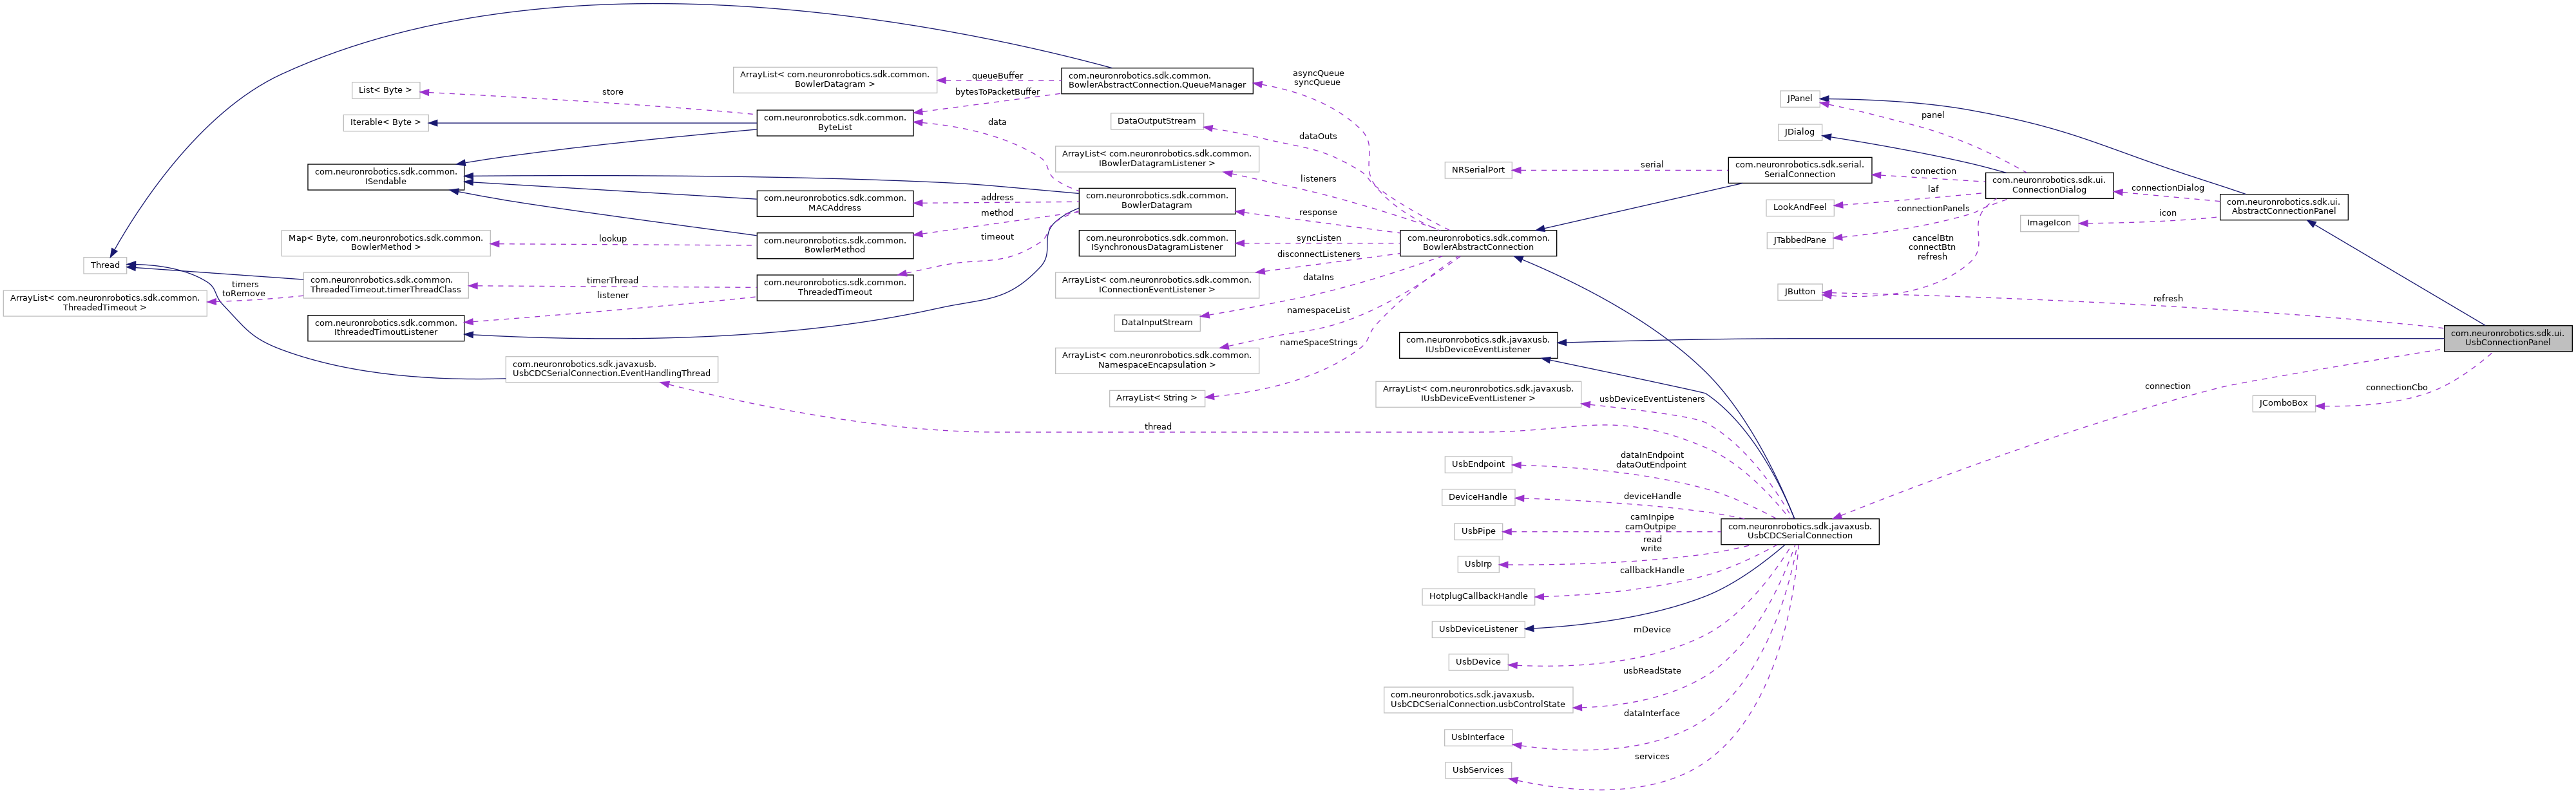 ArrayList< com.neuronrobotics.sdk.common.
ThreadedTimeout >
Thread
timers
toRemove
List< Byte >
Iterable< Byte >
com.neuronrobotics.sdk.common.
ISendable
Map< Byte, com.neuronrobotics.sdk.common.
BowlerMethod >
com.neuronrobotics.sdk.common.
ThreadedTimeout.timerThreadClass
com.neuronrobotics.sdk.common.
IthreadedTimoutListener
com.neuronrobotics.sdk.javaxusb.
UsbCDCSerialConnection.EventHandlingThread
store
lookup
timerThread
listener
ArrayList< com.neuronrobotics.sdk.common.
BowlerDatagram >
com.neuronrobotics.sdk.common.
ByteList
com.neuronrobotics.sdk.common.
MACAddress
com.neuronrobotics.sdk.common.
BowlerMethod
com.neuronrobotics.sdk.common.
ThreadedTimeout
queueBuffer
bytesToPacketBuffer
data
address
method
timeout
thread
com.neuronrobotics.sdk.common.
BowlerAbstractConnection.QueueManager
DataOutputStream
ArrayList< com.neuronrobotics.sdk.common.
IBowlerDatagramListener >
com.neuronrobotics.sdk.common.
BowlerDatagram
com.neuronrobotics.sdk.common.
ISynchronousDatagramListener
ArrayList< com.neuronrobotics.sdk.common.
IConnectionEventListener >
DataInputStream
ArrayList< com.neuronrobotics.sdk.common.
NamespaceEncapsulation >
ArrayList< String >
asyncQueue
syncQueue
dataOuts
listeners
response
syncListen
disconnectListeners
dataIns
namespaceList
nameSpaceStrings
NRSerialPort
com.neuronrobotics.sdk.common.
BowlerAbstractConnection
com.neuronrobotics.sdk.javaxusb.
IUsbDeviceEventListener
ArrayList< com.neuronrobotics.sdk.javaxusb.
IUsbDeviceEventListener >
UsbEndpoint
DeviceHandle
UsbPipe
UsbIrp
HotplugCallbackHandle
UsbDeviceListener
UsbDevice
com.neuronrobotics.sdk.javaxusb.
UsbCDCSerialConnection.usbControlState
UsbInterface
UsbServices
serial
usbDeviceEventListeners
dataInEndpoint
dataOutEndpoint
deviceHandle
camInpipe
camOutpipe
read
write
callbackHandle
mDevice
usbReadState
dataInterface
services
JPanel
JDialog
com.neuronrobotics.sdk.serial.
SerialConnection
LookAndFeel
JTabbedPane
JButton
com.neuronrobotics.sdk.javaxusb.
UsbCDCSerialConnection
panel
connection
laf
connectionPanels
cancelBtn
connectBtn
refresh
com.neuronrobotics.sdk.ui.
ConnectionDialog
ImageIcon
connectionDialog
icon
refresh
connection
com.neuronrobotics.sdk.ui.
AbstractConnectionPanel
JComboBox
connectionCbo
com.neuronrobotics.sdk.ui.
UsbConnectionPanel